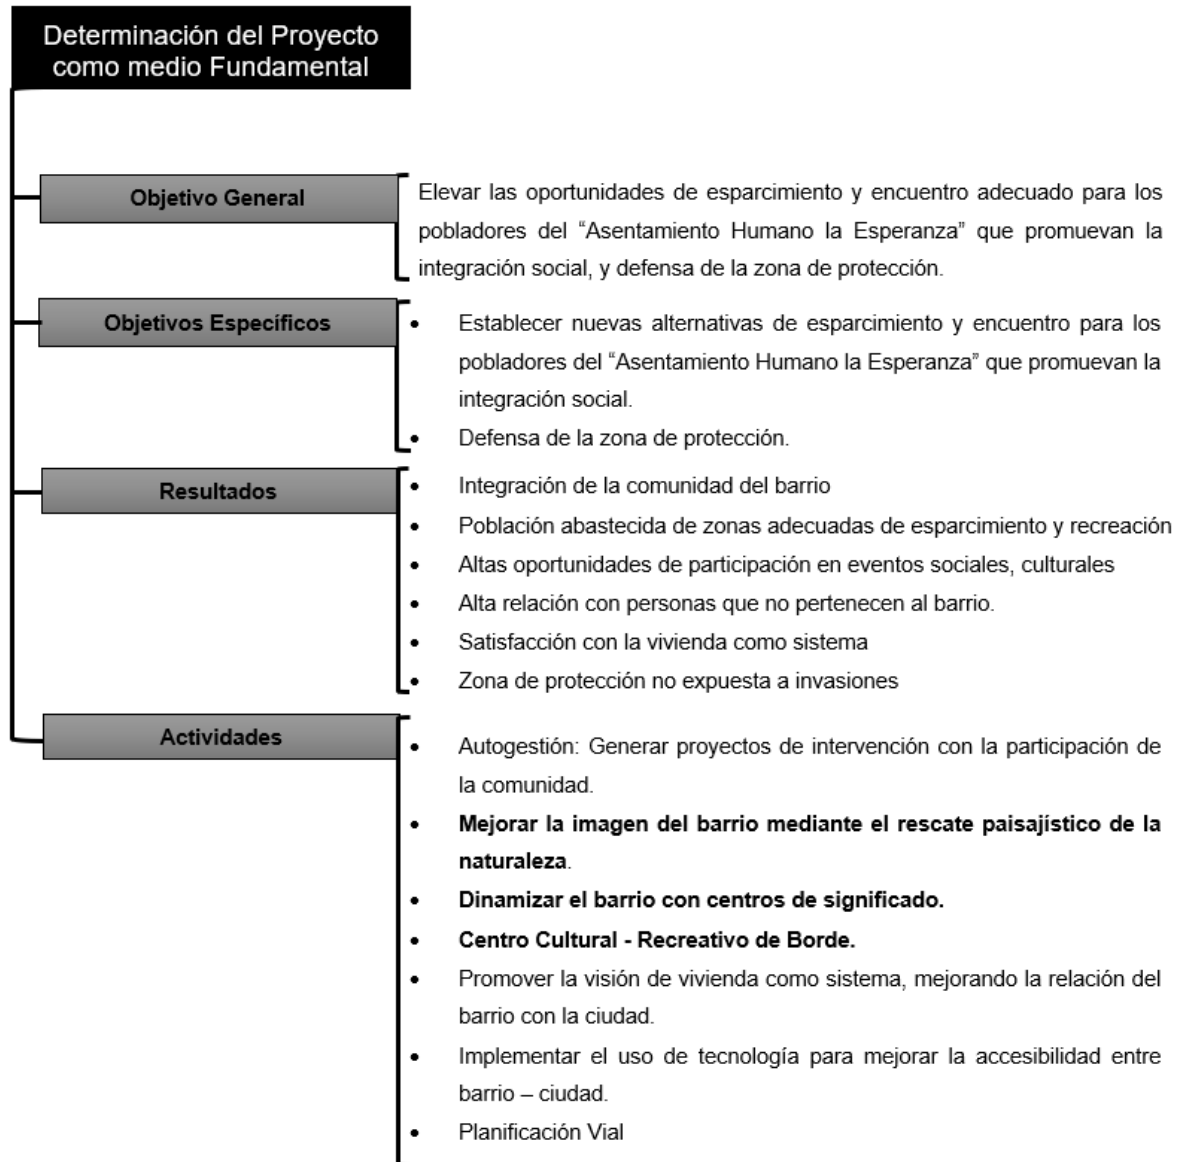 Determinación del Proyecto
como medio Fundamental
Objetivo General
Elevar las oportunidades de esparcimiento y encuentro adecuado para los
pobladores del “Asentamiento Humano la Esperanza” que promuevan la
integración social, y defensa de la zona de protección.
Objetivos Específicos
• Establecer nuevas alternativas de esparcimiento y encuentro para los
pobladores del “Asentamiento Humano la Esperanza” que promuevan la
integración social.
• Defensa de la zona de protección.
Resultados
• Integración de la comunidad del barrio
• Población abastecida de zonas adecuadas de esparcimiento y recreación
• Altas oportunidades de participación en eventos sociales, culturales
• Alta relación con personas que no pertenecen al barrio.
• Satisfacción con la vivienda como sistema
• Zona de protección no expuesta a invasiones
Actividades
• Autogestión: Generar proyectos de intervención con la participación de
la comunidad.
• Mejorar la imagen del barrio mediante el rescate paisajístico de la
naturaleza.
• Dinamizar el barrio con centros de significado.
• Centro Cultural - Recreativo de Borde.
• Promover la visión de vivienda como sistema, mejorando la relación del
barrio con la ciudad.
• Implementar el uso de tecnología para mejorar la accesibilidad entre
barrio – ciudad.
• Planificación Vial